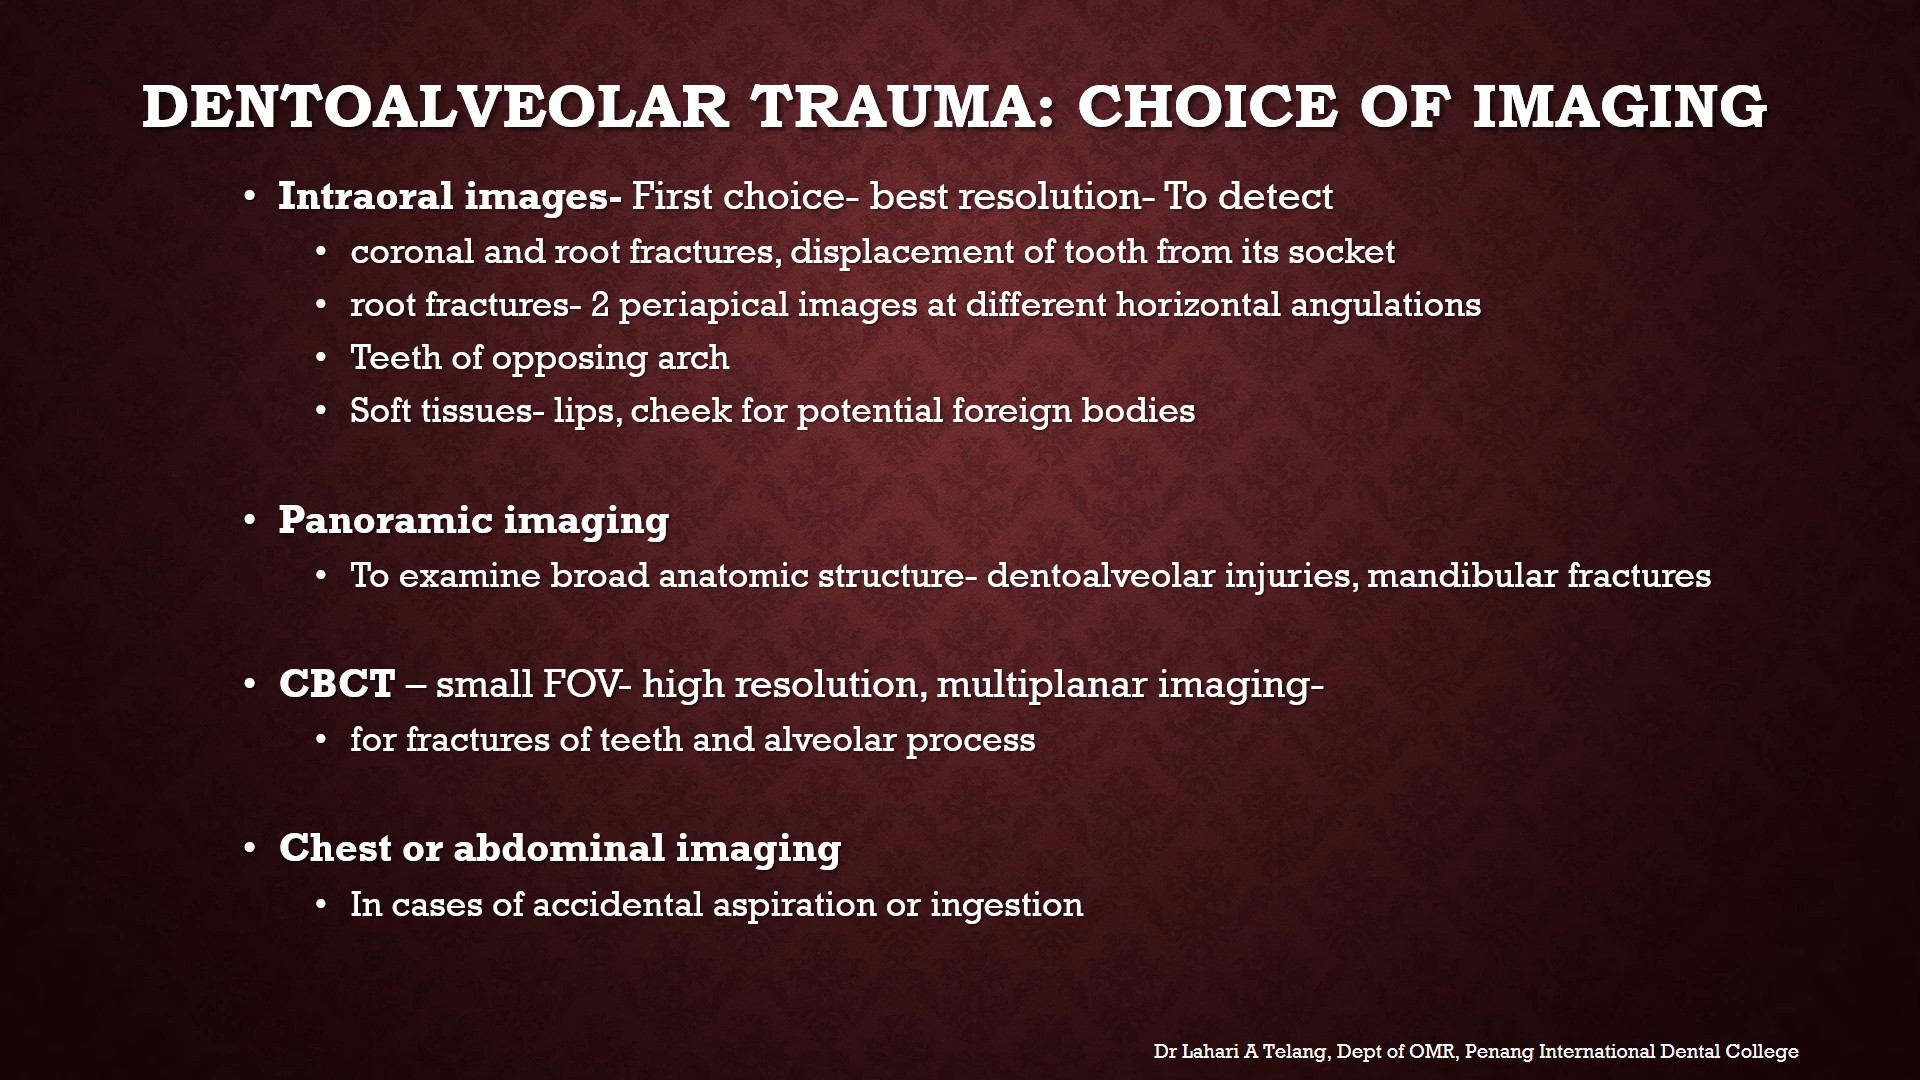 DENTOALVEOLAR TRAUMA: CHOICE OF IMAGING
• Intraoral images- First choice- best resolution- To detect
• coronal and root fractures, displacement of tooth from its socket
• root fractures- 2 periapical images at different horizontal angulations
• Teeth of opposing arch
• Soft tissues- lips, cheek for potential foreign bodies
• Panoramic imaging
• To examine broad anatomic structure- dentoalveolar injuries, mandibular fractures
• CBCT – small FOV- high resolution, multiplanar imaging-
• for fractures of teeth and alveolar process
• Chest or abdominal imaging
• In cases of accidental aspiration or ingestion
Dr Lahari A Telang, Dept of OMR, Penang International Dental College